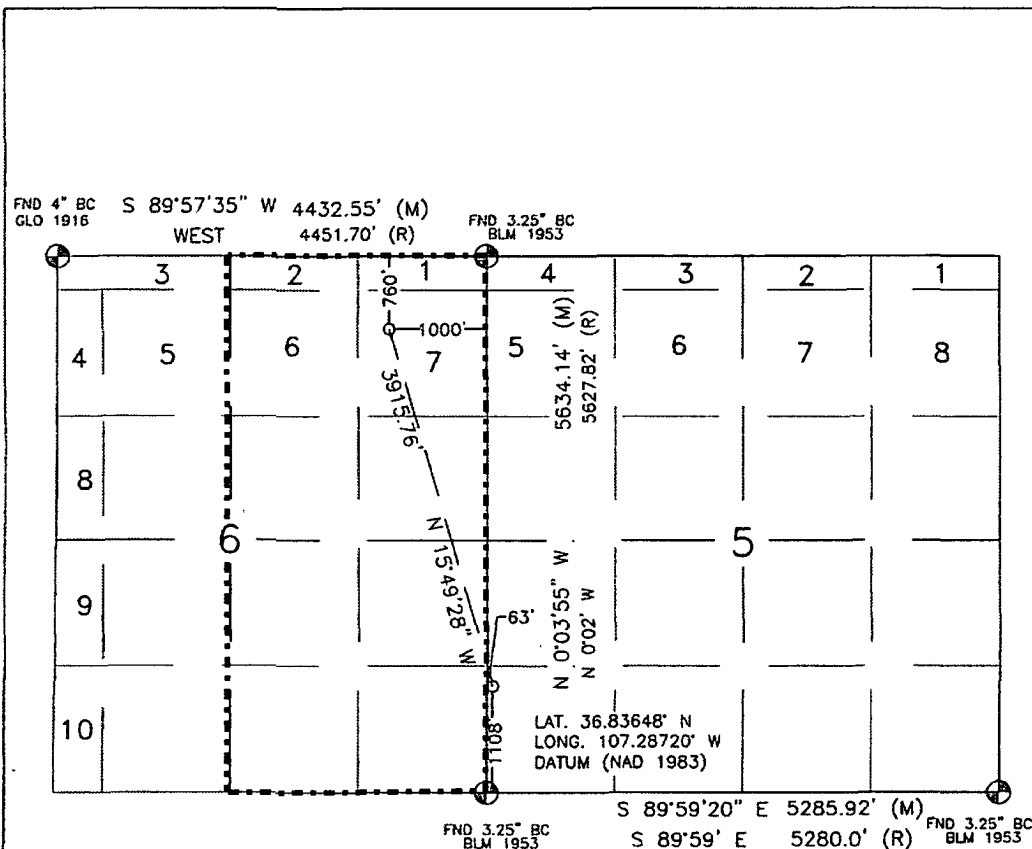 FND 4" BC
GLO 1916
S 89°57'35" W 4432.55' (M)
WEST 4451.70' (R)
FND 3.25" BC
BLM 1953
3
2
1
4
3
2
1
760'
1000'
4
5
6
7
5
6
7
8
5634.14' (M)
5627.82' (R)
3915.76'
N 15°49'28" W
8
6
5
9
63'
N 0°03'55" W
N 0°02' W
10
1108'
LAT. 36.83648° N
LONG. 107.28720° W
DATUM (NAD 1983)
S 89°59'20" E 5285.92' (M)
S 89°59' E 5280.0' (R)
FND 3.25" BC
BLM 1953
FND 3.25" BC
BLM 1953